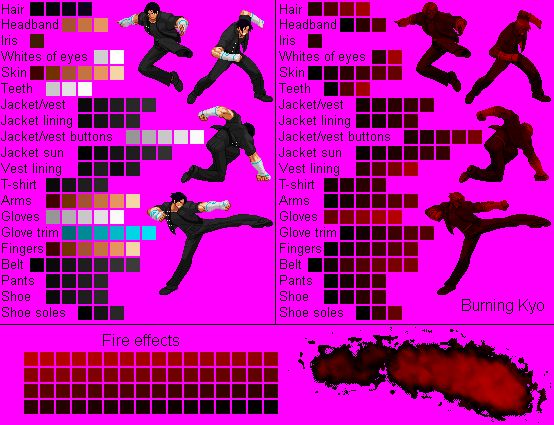 Hair
Headband
Iris
Whites of eyes
Skin
Teeth
Jacket/vest
Jacket lining
Jacket/vest buttons
Jacket sun
Vest lining
T-shirt
Arms
Gloves
Glove trim
Fingers
Belt
Pants
Shoe
Shoe soles
Hair
Headband
Iris
Whites of eyes
Skin
Teeth
Jacket/vest
Jacket lining
Jacket/vest buttons
Jacket sun
Vest lining
T-shirt
Arms
Gloves
Glove trim
Fingers
Belt
Pants
Shoe
Shoe soles
Burning Kyo
Fire effects